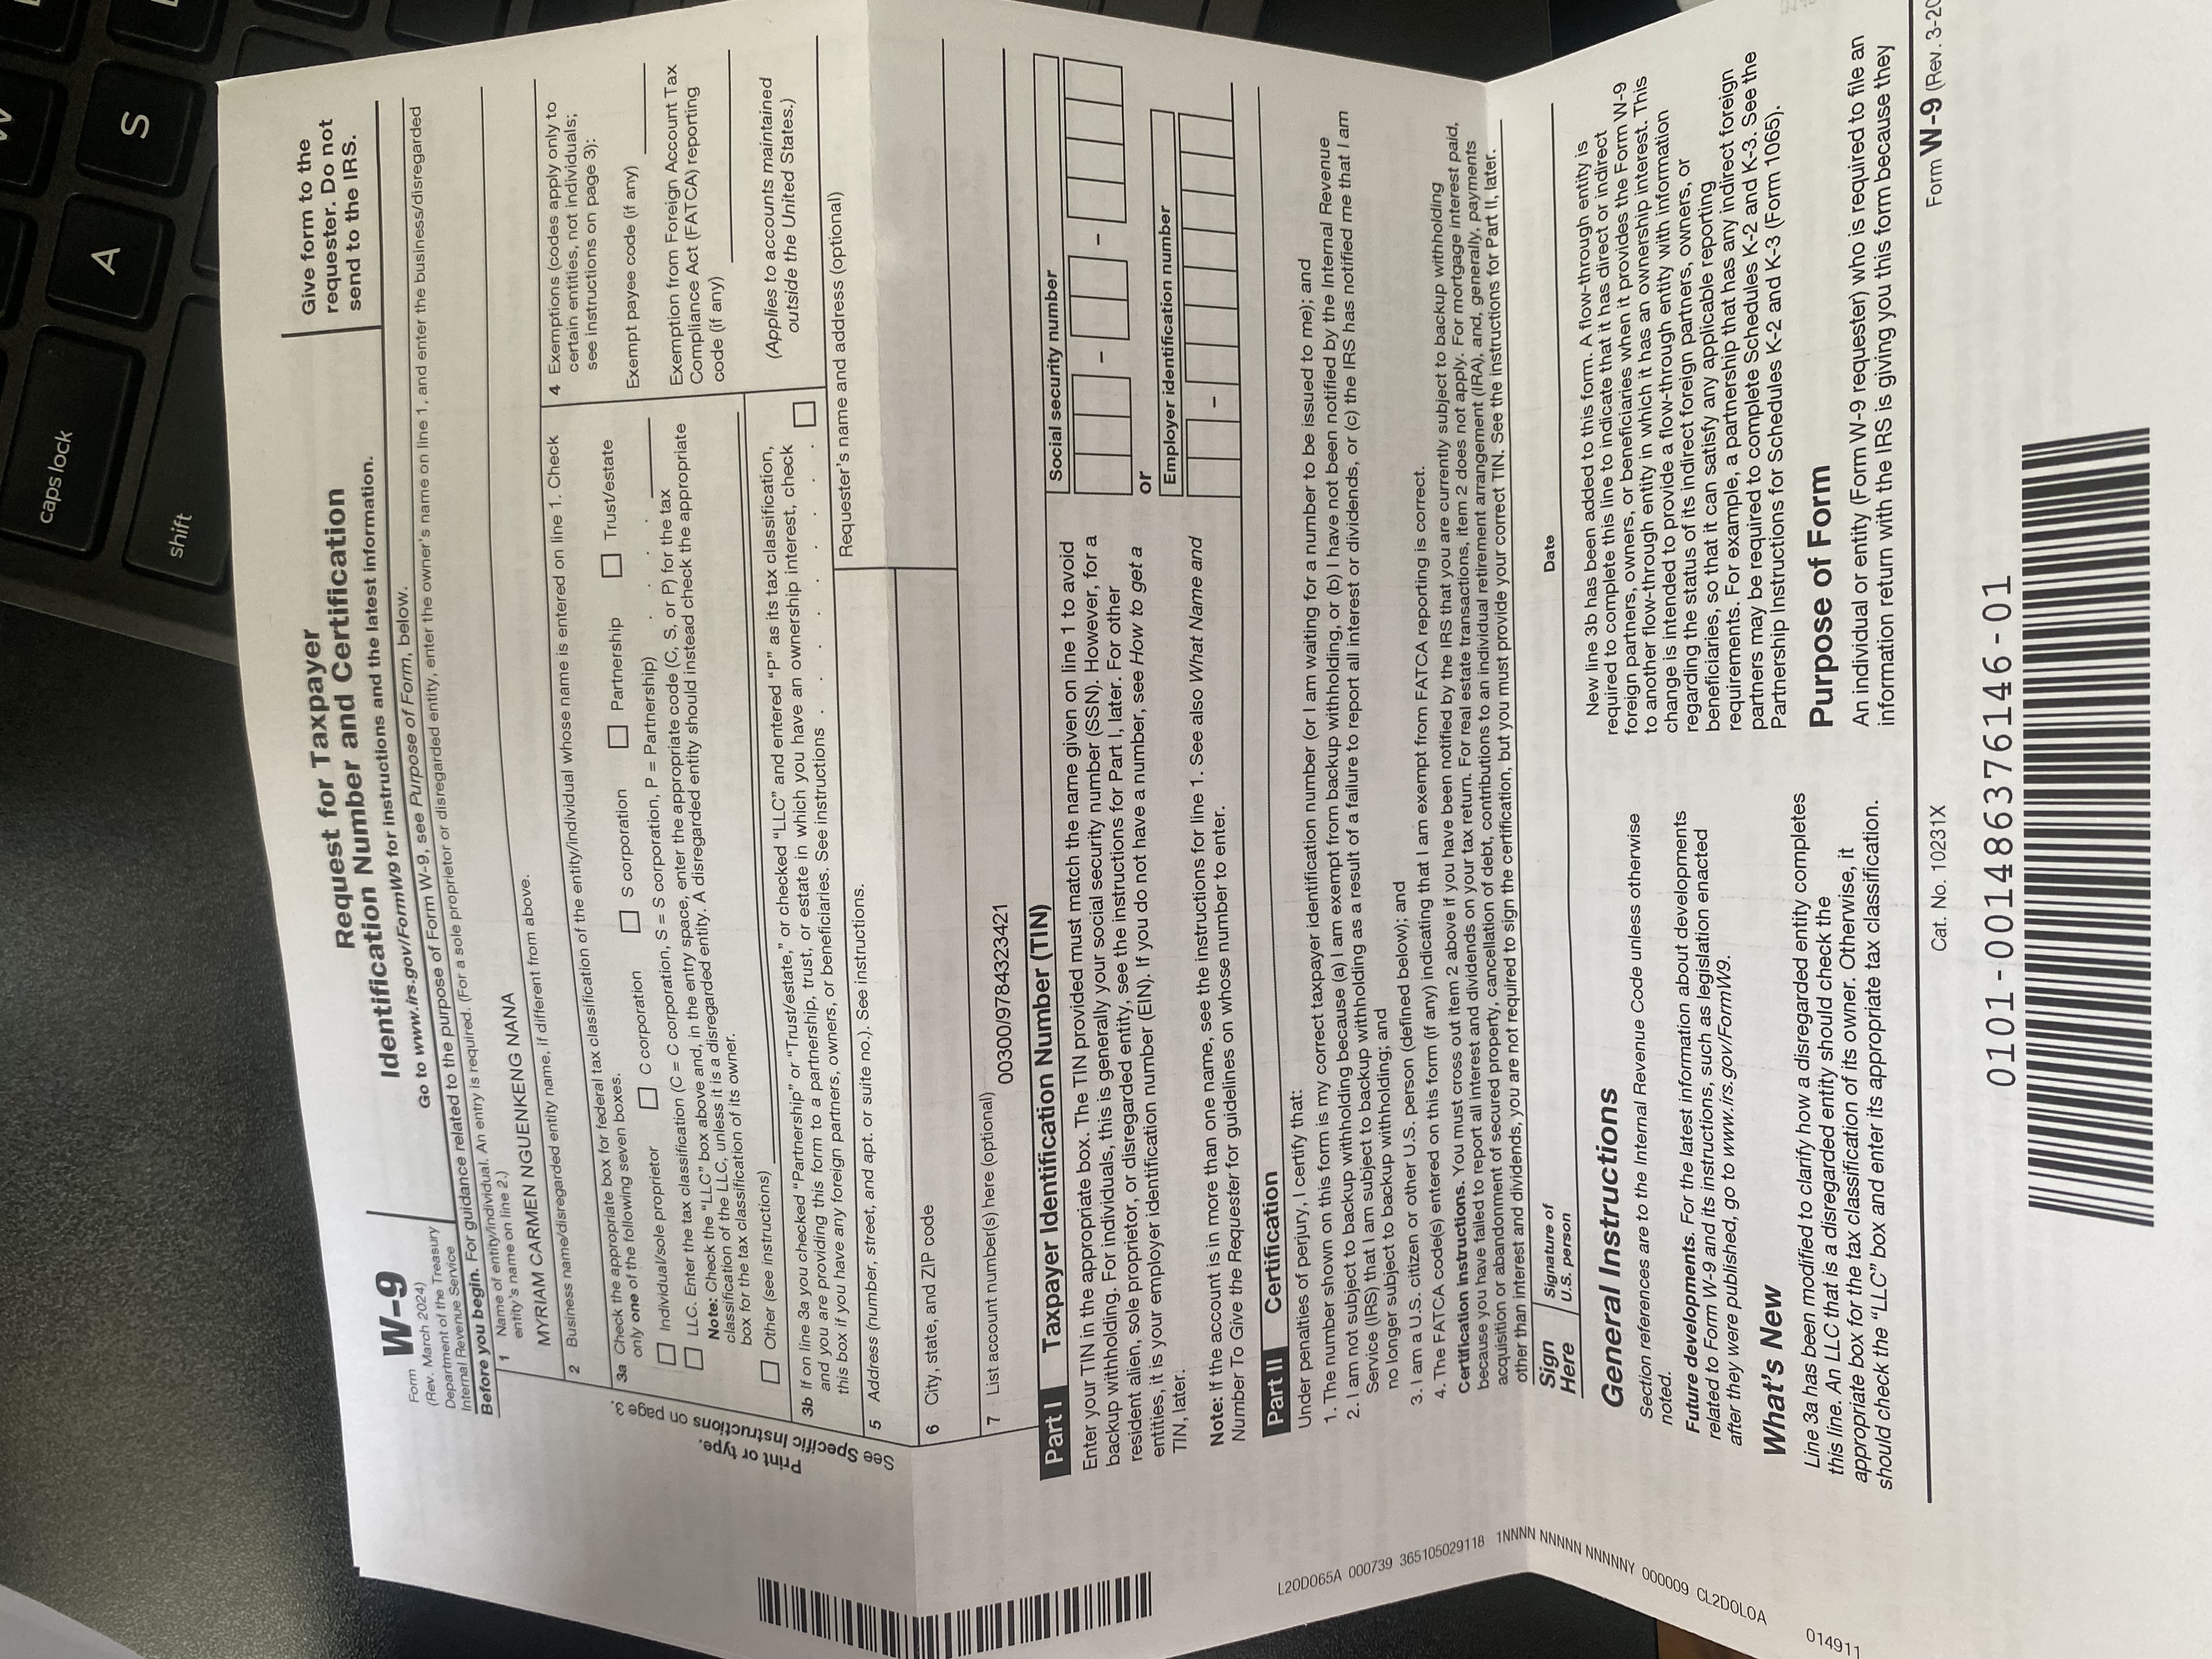 caps lock
A
S
W
shift
Form W-9
(Rev. March 2024)
Department of the Treasury
Internal Revenue Service
Request for Taxpayer
Identification Number and Certification
Go to www.irs.gov/FormW9 for instructions and the latest information.
Give form to the
requester. Do not
send to the IRS.
Before you begin. For guidance related to the purpose of Form W-9, see Purpose of Form, below.
Print or type.
See Specific Instructions on page 3.
1 Name of entity/individual. An entry is required. (For a sole proprietor or disregarded entity, enter the owner's name on line 1, and enter the business/disregarded
entity's name on line 2.)
MYRIAM CARMEN NGUENKENG NANA
2 Business name/disregarded entity name, if different from above.
3a Check the appropriate box for federal tax classification of the entity/individual whose name is entered on line 1. Check
only one of the following seven boxes.
Individual/sole proprietor C corporation S corporation Partnership Trust/estate
LLC. Enter the tax classification (C = C corporation, S = S corporation, P = Partnership) . . . .
Note: Check the “LLC” box above and, in the entry space, enter the appropriate code (C, S, or P) for the tax
classification of the LLC, unless it is a disregarded entity. A disregarded entity should instead check the appropriate
box for the tax classification of its owner.
Other (see instructions)
3b If on line 3a you checked “Partnership” or “Trust/estate,” or checked “LLC” and entered “P” as its tax classification,
and you are providing this form to a partnership, trust, or estate in which you have an ownership interest, check
this box if you have any foreign partners, owners, or beneficiaries. See instructions . . . . . . . . .
4 Exemptions (codes apply only to
certain entities, not individuals;
see instructions on page 3):
Exempt payee code (if any)
Exemption from Foreign Account Tax
Compliance Act (FATCA) reporting
code (if any)
(Applies to accounts maintained
outside the United States.)
5 Address (number, street, and apt. or suite no.). See instructions.
Requester's name and address (optional)
6 City, state, and ZIP code
7 List account number(s) here (optional)
00300/9784323421
Part I Taxpayer Identification Number (TIN)
Enter your TIN in the appropriate box. The TIN provided must match the name given on line 1 to avoid
backup withholding. For individuals, this is generally your social security number (SSN). However, for a
resident alien, sole proprietor, or disregarded entity, see the instructions for Part I, later. For other
entities, it is your employer identification number (EIN). If you do not have a number, see How to get a
TIN, later.
Note: If the account is in more than one name, see the instructions for line 1. See also What Name and
Number To Give the Requester for guidelines on whose number to enter.
Social security number
– –
or
Employer identification number
–
Part II Certification
Under penalties of perjury, I certify that:
1. The number shown on this form is my correct taxpayer identification number (or I am waiting for a number to be issued to me); and
2. I am not subject to backup withholding because (a) I am exempt from backup withholding, or (b) I have not been notified by the Internal Revenue
Service (IRS) that I am subject to backup withholding as a result of a failure to report all interest or dividends, or (c) the IRS has notified me that I am
no longer subject to backup withholding; and
3. I am a U.S. citizen or other U.S. person (defined below); and
4. The FATCA code(s) entered on this form (if any) indicating that I am exempt from FATCA reporting is correct.
Certification instructions. You must cross out item 2 above if you have been notified by the IRS that you are currently subject to backup withholding
because you have failed to report all interest and dividends on your tax return. For real estate transactions, item 2 does not apply. For mortgage interest paid,
acquisition or abandonment of secured property, cancellation of debt, contributions to an individual retirement arrangement (IRA), and, generally, payments
other than interest and dividends, you are not required to sign the certification, but you must provide your correct TIN. See the instructions for Part II, later.
Sign
Here
Signature of
U.S. person
Date
General Instructions
Section references are to the Internal Revenue Code unless otherwise
noted.
Future developments. For the latest information about developments
related to Form W-9 and its instructions, such as legislation enacted
after they were published, go to www.irs.gov/FormW9.
What's New
Line 3a has been modified to clarify how a disregarded entity completes
this line. An LLC that is a disregarded entity should check the
appropriate box for the tax classification of its owner. Otherwise, it
should check the “LLC” box and enter its appropriate tax classification.
New line 3b has been added to this form. A flow-through entity is
required to complete this line to indicate that it has direct or indirect
foreign partners, owners, or beneficiaries when it provides the Form W-9
to another flow-through entity in which it has an ownership interest. This
change is intended to provide a flow-through entity with information
regarding the status of its indirect foreign partners, owners, or
beneficiaries, so that it can satisfy any applicable reporting
requirements. For example, a partnership that has any indirect foreign
partners may be required to complete Schedules K-2 and K-3. See the
Partnership Instructions for Schedules K-2 and K-3 (Form 1065).
Purpose of Form
An individual or entity (Form W-9 requester) who is required to file an
information return with the IRS is giving you this form because they
Cat. No. 10231X
Form W-9 (Rev. 3-20
0101-001486376146-01
014911